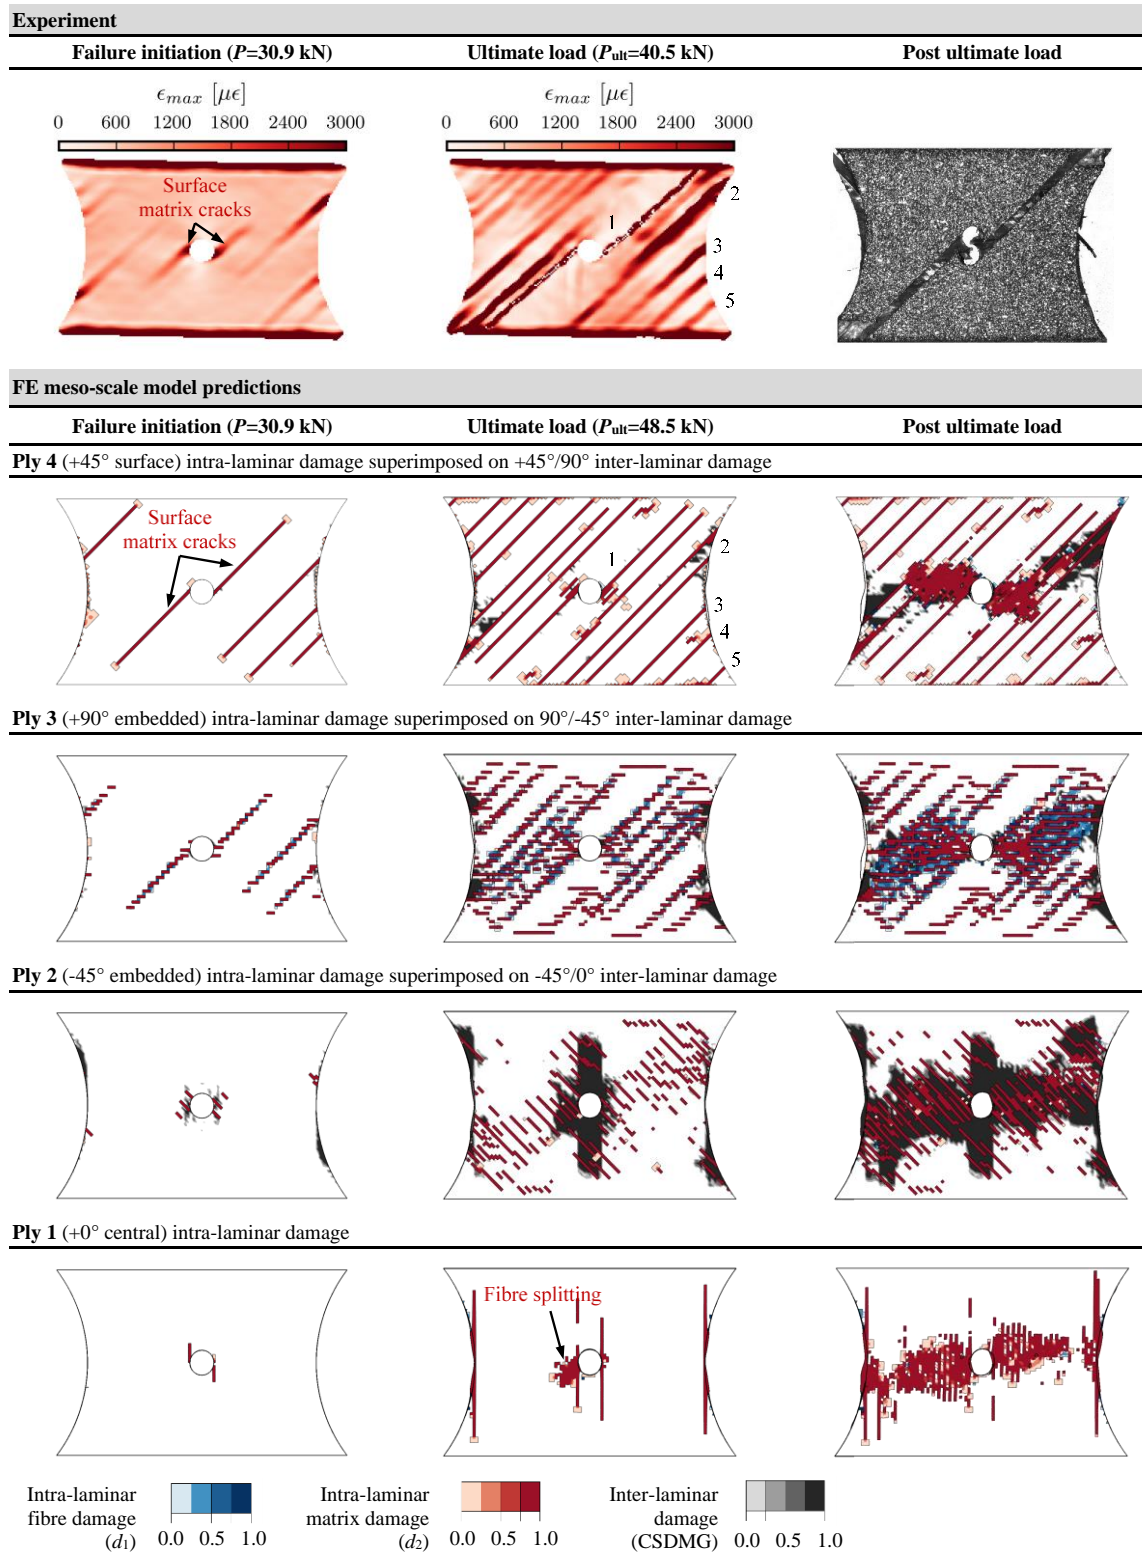 Experiment
Failure initiation (P=30.9 kN) Ultimate load (Pult=40.5 kN) Post ultimate load
ϵmax [μϵ] ϵmax [μϵ]
0 600 1200 1800 2400 3000 0 600 1200 1800 2400 3000
Surface
matrix cracks
1
2
3
4
5
FE meso-scale model predictions
Failure initiation (P=30.9 kN) Ultimate load (Pult=48.5 kN) Post ultimate load
Ply 4 (+45° surface) intra-laminar damage superimposed on +45°/90° inter-laminar damage
Surface
matrix cracks
1
2
3
4
5
Ply 3 (+90° embedded) intra-laminar damage superimposed on 90°/-45° inter-laminar damage
Ply 2 (-45° embedded) intra-laminar damage superimposed on -45°/0° inter-laminar damage
Ply 1 (+0° central) intra-laminar damage
Fibre splitting
Intra-laminar
fibre damage
(d1)
0.0 0.5 1.0
Intra-laminar
matrix damage
(d2)
0.0 0.5 1.0
Inter-laminar
damage
(CSDMG)
0.0 0.5 1.0